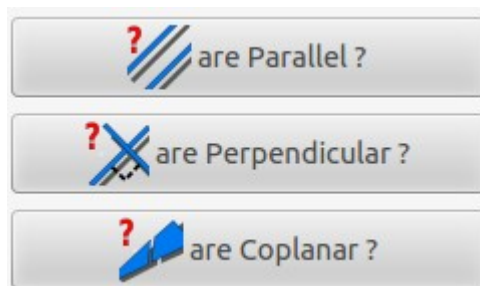 ? are Parallel ?
? are Perpendicular ?
? are Coplanar ?